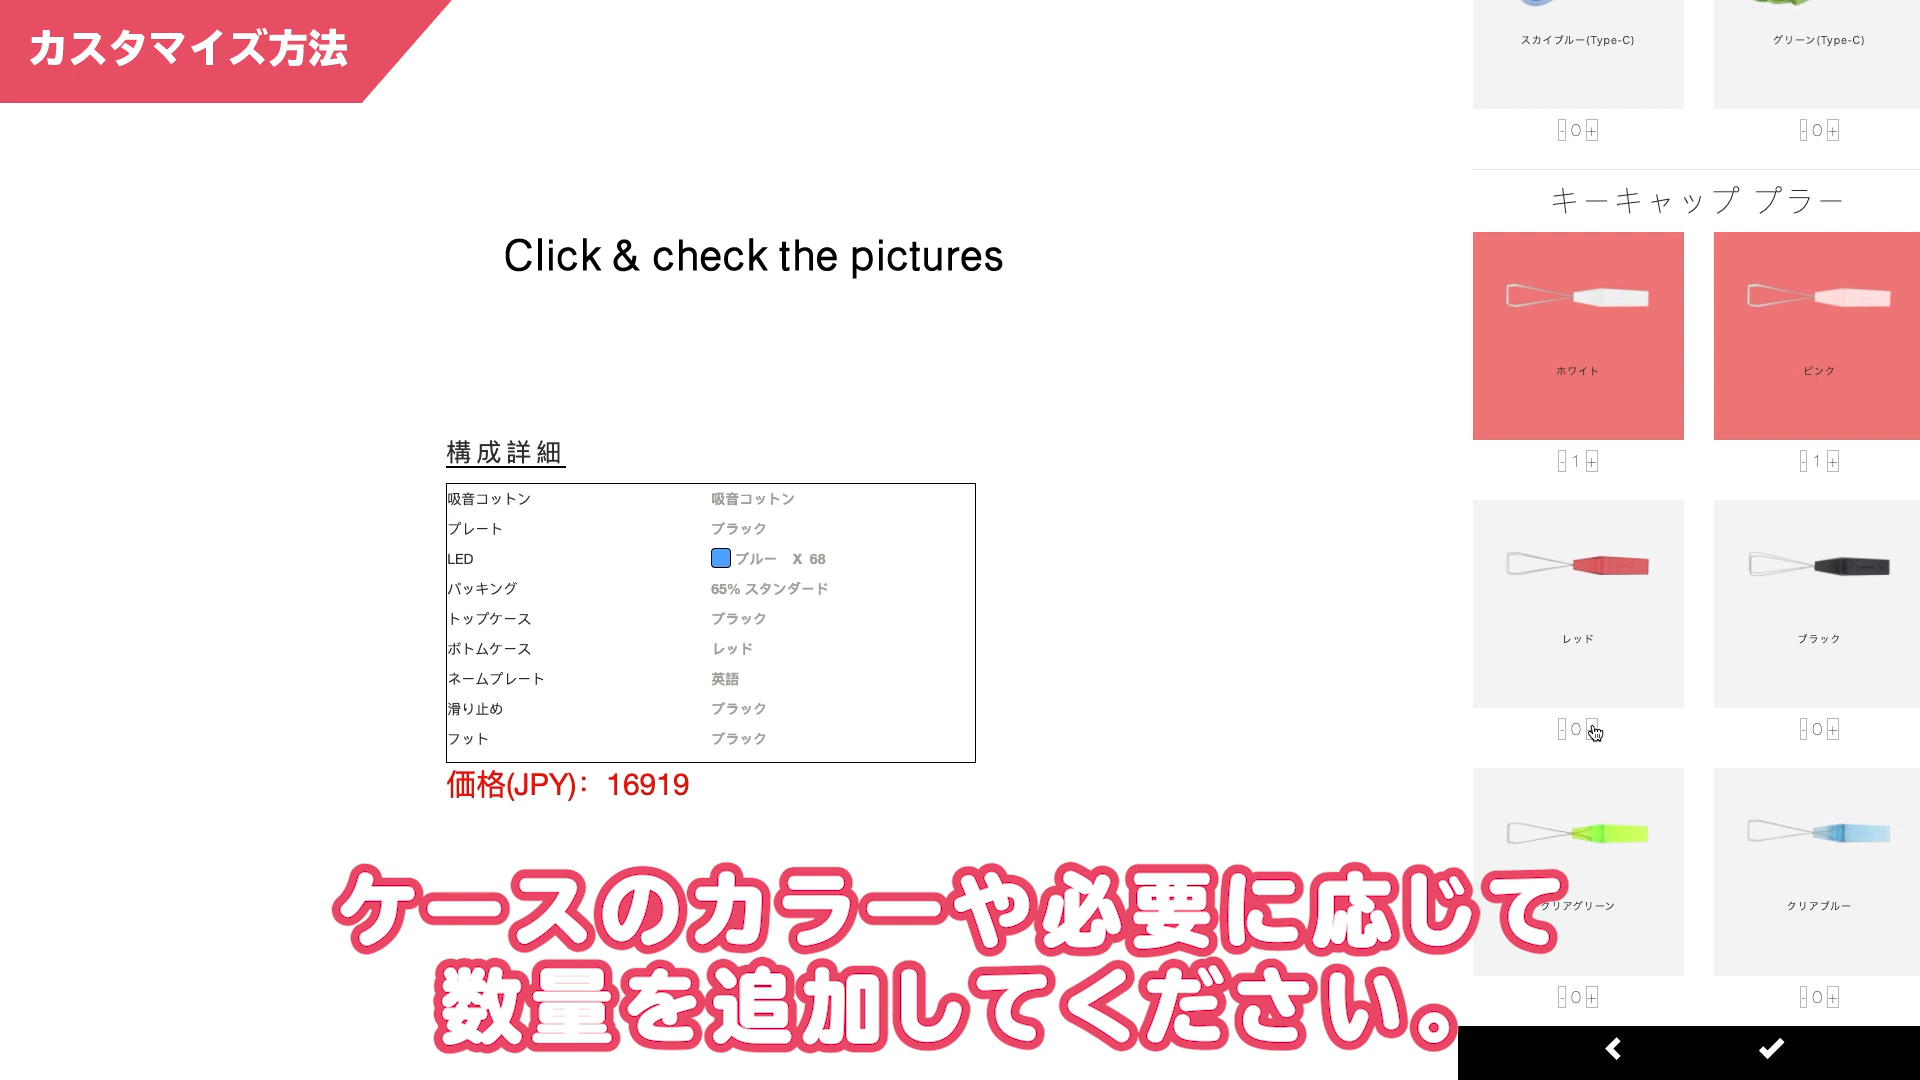 カスタマイズ方法
スカイブルー(Type-C)
グリーン(Type-C)
- 0 +
- 0 +
キーキャップ プラー
Click & check the pictures
ホワイト
ピンク
- 1 +
- 1 +
構成詳細
吸音コットン 吸音コットン
プレート ブラック
LED ブルー X 68
パッキング 65% スタンダード
トップケース ブラック
ボトムケース レッド
ネームプレート 英語
滑り止め ブラック
フット ブラック
価格(JPY): 16919
レッド
ブラック
- 0
- 0 +
クリアグリーン
クリアブルー
- 0 +
- 0 +
ケースのカラーや必要に応じて
数量を追加してください。